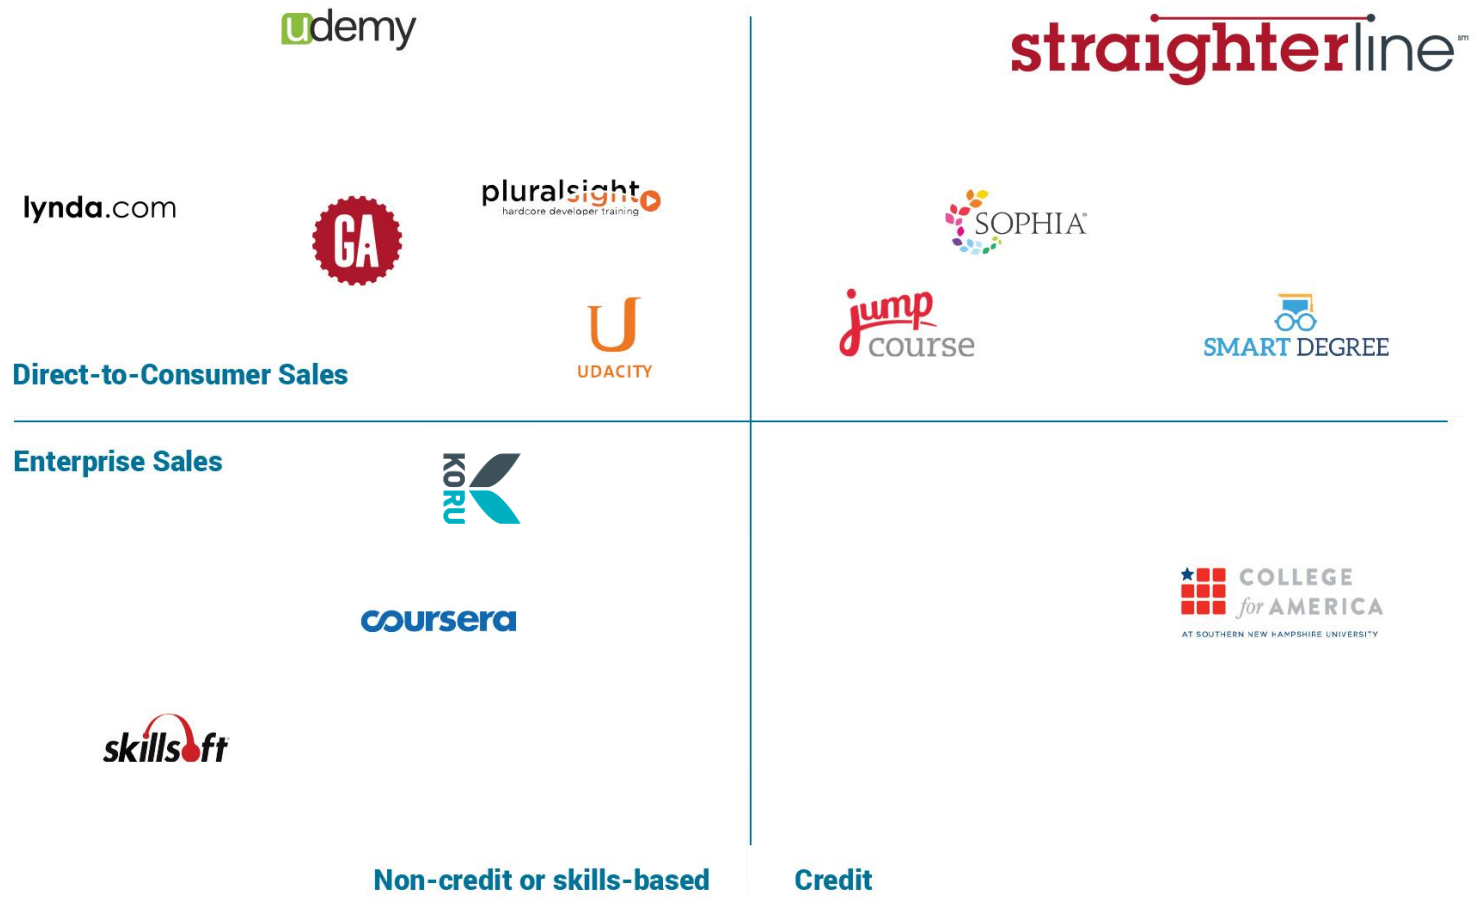 udemy
straighterline℠
lynda.com
GA
pluralsight
hardcore developer training
SOPHIA®
jump
course
SMART DEGREE
UDACITY
Direct-to-Consumer Sales
Enterprise Sales
KORU
COLLEGE
for AMERICA
AT SOUTHERN NEW HAMPSHIRE UNIVERSITY
coursera
skillsoft
Non-credit or skills-based
Credit